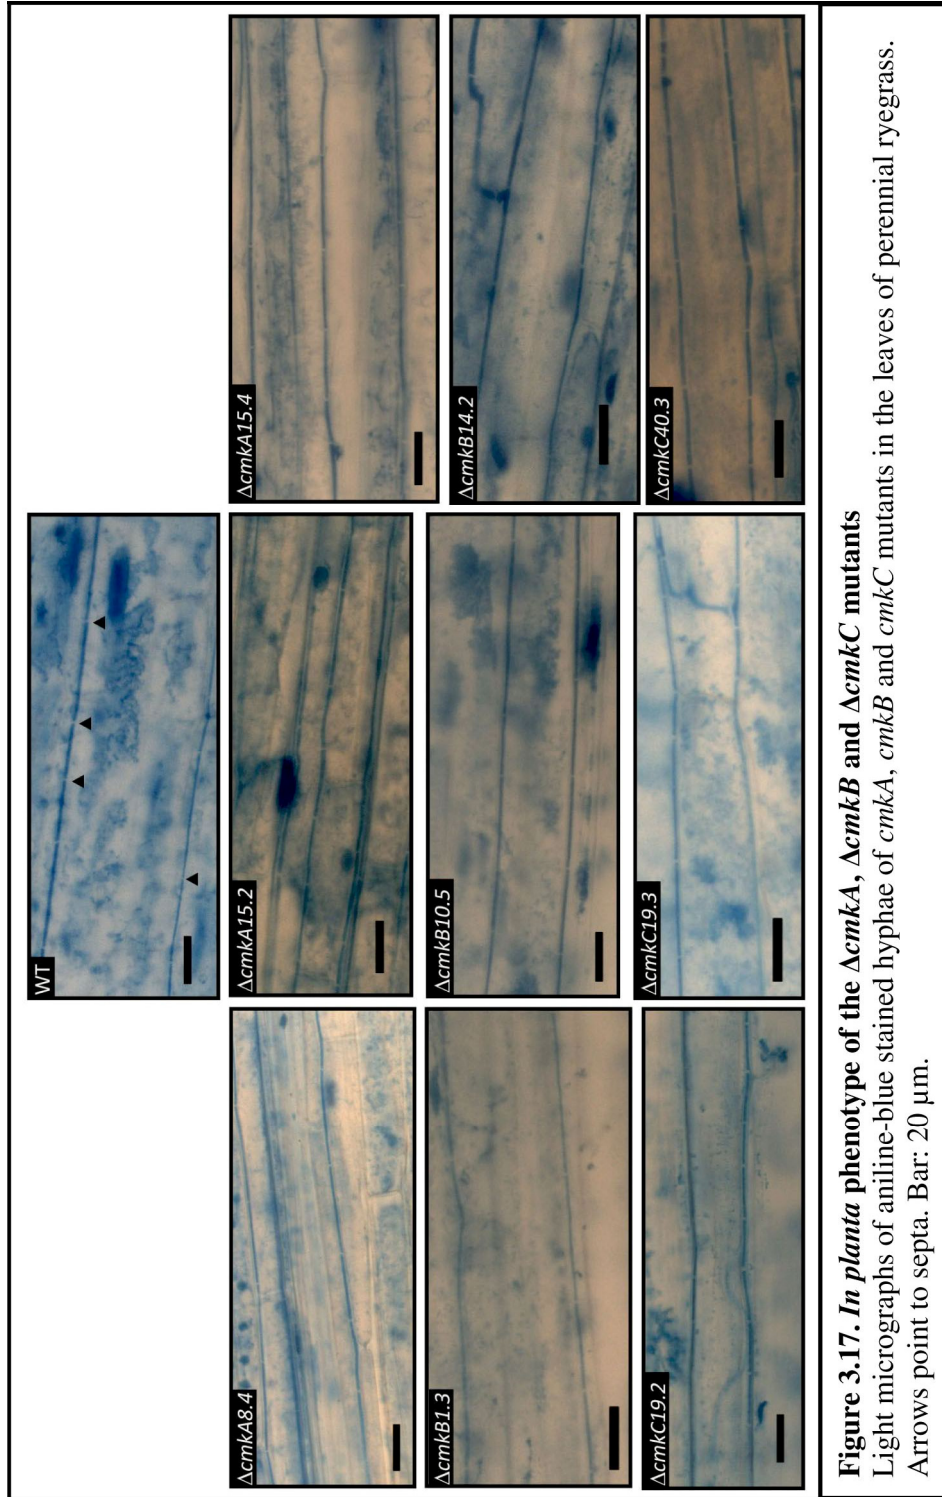 WT
ΔcmkA8.4
ΔcmkA15.2
ΔcmkA15.4
ΔcmkB1.3
ΔcmkB10.5
ΔcmkB14.2
ΔcmkC19.2
ΔcmkC19.3
ΔcmkC40.3
Figure 3.17. In planta phenotype of the ΔcmkA, ΔcmkB and ΔcmkC mutants
Light micrographs of aniline-blue stained hyphae of cmkA, cmkB and cmkC mutants in the leaves of perennial ryegrass.
Arrows point to septa. Bar: 20 μm.